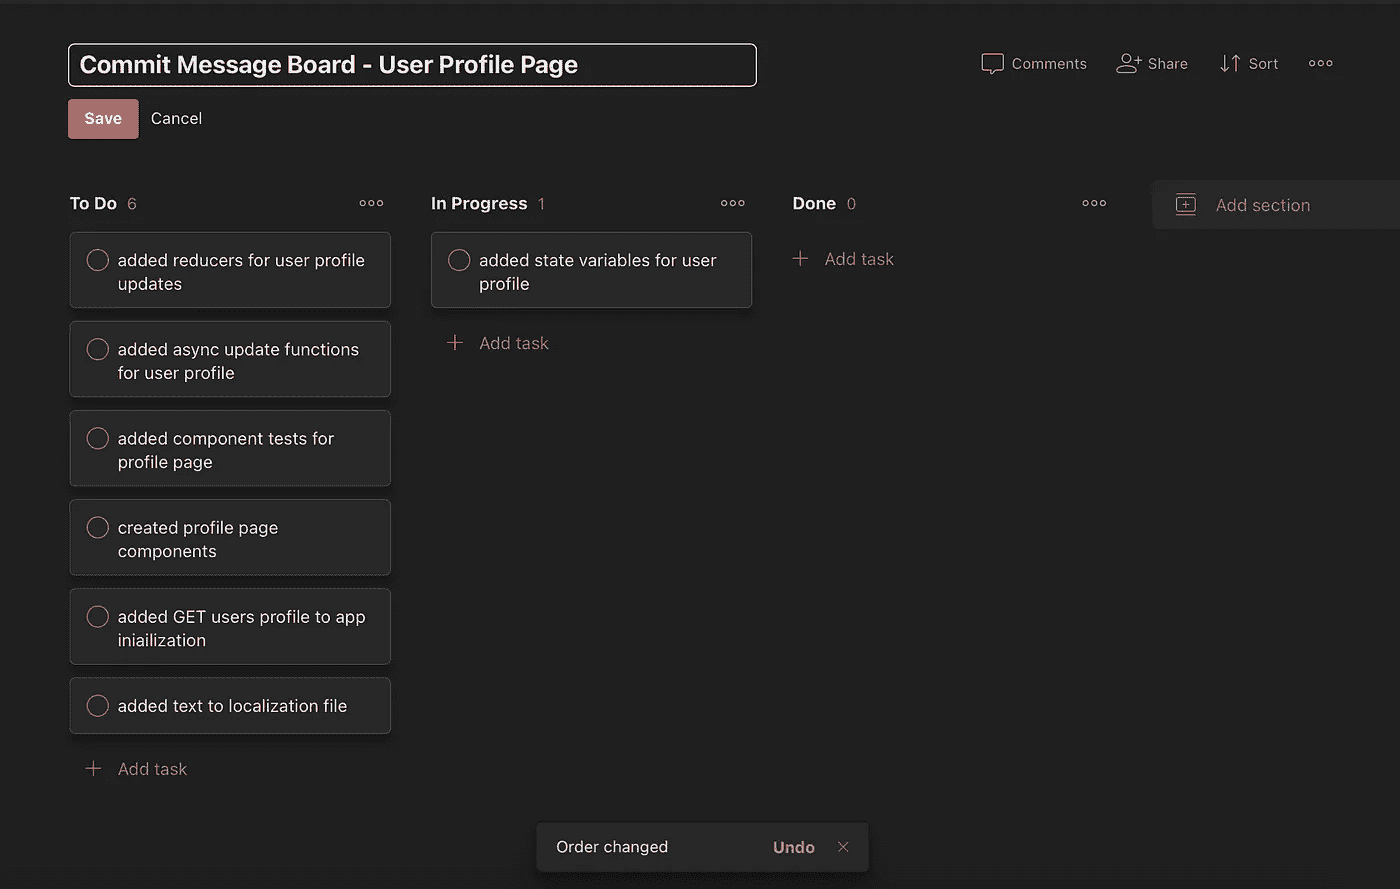 Commit Message Board - User Profile Page
Comments
Share
Sort
Save
Cancel
To Do 6
added reducers for user profile
updates
added async update functions
for user profile
added component tests for
profile page
created profile page
components
added GET users profile to app
iniailization
added text to localization file
Add task
In Progress 1
added state variables for user
profile
Add task
Done 0
Add task
Add section
Order changed
Undo